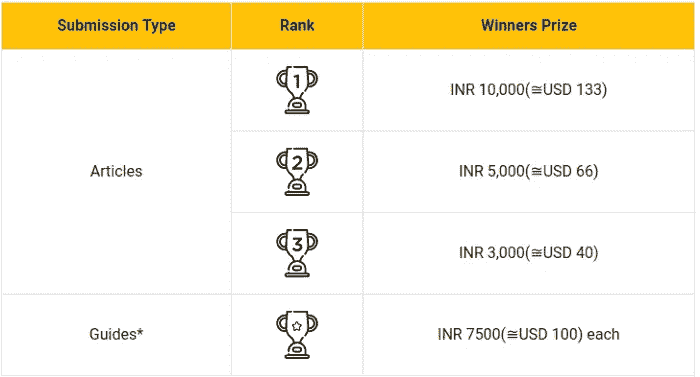 Submission Type Rank Winners Prize
Articles
1 INR 10,000(≅USD 133)
2 INR 5,000(≅USD 66)
3 INR 3,000(≅USD 40)
Guides* INR 7500(≅USD 100) each